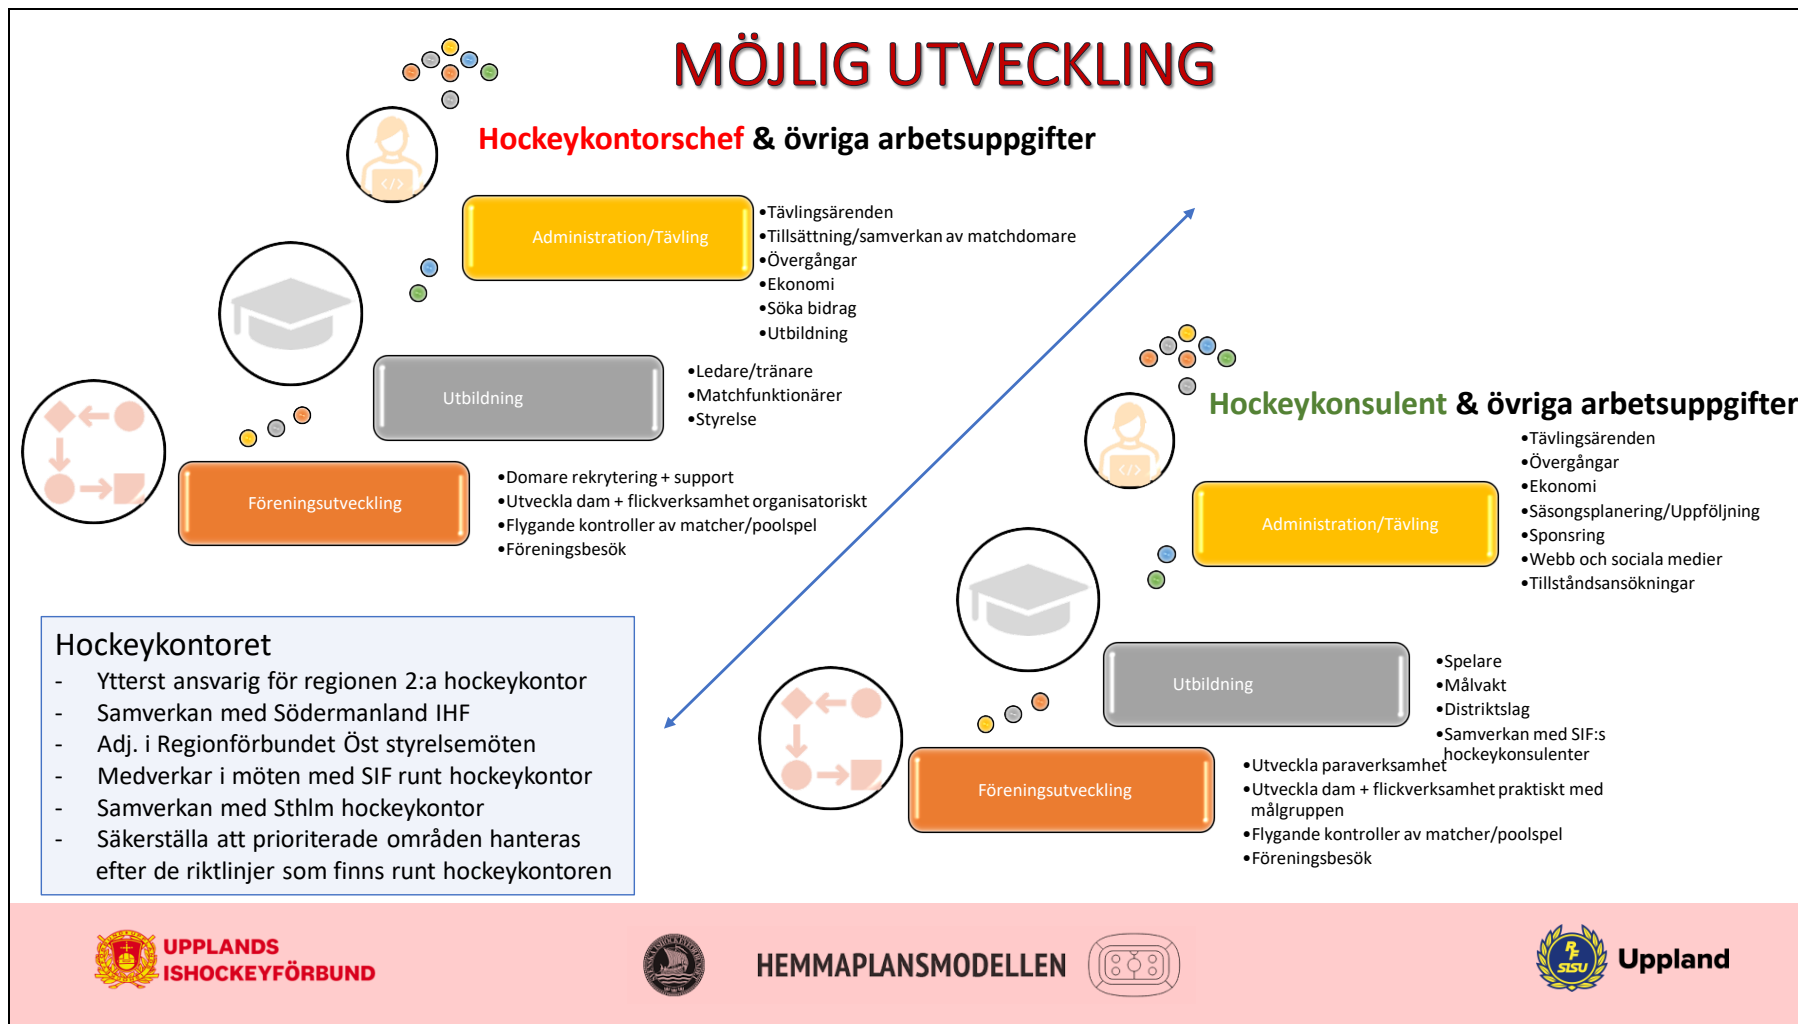 MÖJLIG UTVECKLING
Hockeykontorschef & övriga arbetsuppgifter
</>
Administration/Tävling
•Tävlingsärenden
•Tillsättning/samverkan av matchdomare
•Övergångar
•Ekonomi
•Söka bidrag
•Utbildning
Utbildning
•Ledare/tränare
•Matchfunktionärer
•Styrelse
Föreningsutveckling
•Domare rekrytering + support
•Utveckla dam + flickverksamhet organisatoriskt
•Flygande kontroller av matcher/poolspel
•Föreningsbesök
Hockeykonsulent & övriga arbetsuppgifter
</>
Administration/Tävling
•Tävlingsärenden
•Övergångar
•Ekonomi
•Säsongsplanering/Uppföljning
•Sponsring
•Webb och sociala medier
•Tillståndsansökningar
Utbildning
•Spelare
•Målvakt
•Distriktslag
•Samverkan med SIF:s
hockeykonsulenter
Föreningsutveckling
•Utveckla paraverksamhet
•Utveckla dam + flickverksamhet praktiskt med
målgruppen
•Flygande kontroller av matcher/poolspel
•Föreningsbesök
Hockeykontoret
- Ytterst ansvarig för regionen 2:a hockeykontor
- Samverkan med Södermanland IHF
- Adj. i Regionförbundet Öst styrelsemöten
- Medverkar i möten med SIF runt hockeykontor
- Samverkan med Sthlm hockeykontor
- Säkerställa att prioriterade områden hanteras
efter de riktlinjer som finns runt hockeykontoren
UPPLANDS
ISHOCKEYFÖRBUND
HEMMAPLANSMODELLEN
RF
SISU
Uppland